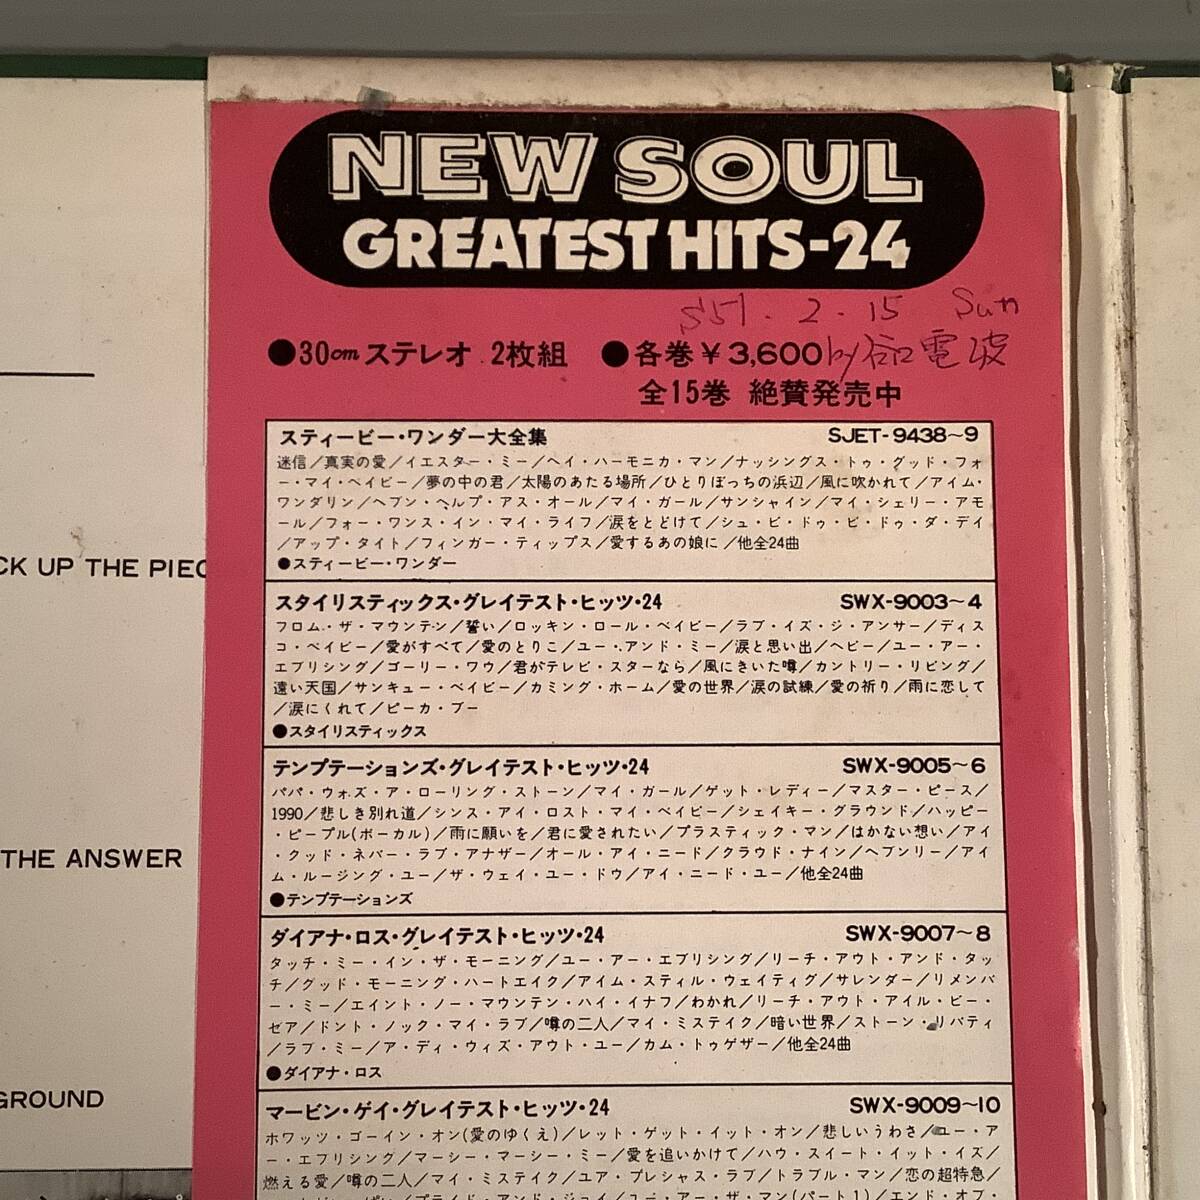 NEW SOUL
GREATEST HITS-24
S57. 2. 15 Sun
●30cm ステレオ 2枚組 ●各巻¥3,600
by 電波
全15巻 絶賛発売中
スティービー・ワンダー大全集 SJET-9438~9
迷信/真実の愛/イエスター・ミー/ヘイ・ハーモニカ・マン/ナッシングス・トゥ・グッド・フォ
ー・マイ・ベイビー/夢の中の君/太陽のあたる場所/ひとりぼっちの浜辺/風に吹かれて/アイム・
ワンダリン/ヘブン・ヘルプ・アス・オール/マイ・ガール/サンシャイン/マイ・シェリー・アモ
ール/フォー・ワンス・イン・マイ・ライフ/涙をとどけて/シュ・ビ・ドゥ・ビ・ドゥ・ダ・デイ
/アップ・タイト/フィンガー・ティップス/愛するあの娘に/他全24曲
●スティービー・ワンダー
スタイリスティックス・グレイテスト・ヒッツ・24 SWX-9003~4
フロム・ザ・マウンテン/誓い/ロッキン・ロール・ベイビー/ラブ・イズ・ジ・アンサー/ディス
コ・ベイビー/愛がすべて/愛のとりこ/ユー・アンド・ミー/涙と思い出/ヘビー/ユー・アー・
エブリシング/ゴーリー・ワウ/君がテレビ・スターなら/風にきいた噂/カントリー・リビング/
遠い天国/サンキュー・ベイビー/カミング・ホーム/愛の世界/涙の試練/愛の祈り/雨に恋して
/涙にくれて/ピーカ・ブー
●スタイリスティックス
テンプテーションズ・グレイテスト・ヒッツ・24 SWX-9005~6
パパ・ウォズ・ア・ローリング・ストーン/マイ・ガール/ゲット・レディー/マスター・ピース/
1990/悲しき別れ道/シンス・アイ・ロスト・マイ・ベイビー/シェイキー・グラウンド/ハッピー
・ピープル(ボーカル)/雨に願いを/君に愛されたい/プラスティック・マン/はかない想い/アイ
・クッド・ネバー・ラブ・アナザー/オール・アイ・ニード/クラウド・ナイン/ヘブンリー/アイ
ム・ルージング・ユー/ザ・ウェイ・ユー・ドウ/アイ・ニード・ユー/他全24曲
●テンプテーションズ
ダイアナ・ロス・グレイテスト・ヒッツ・24 SWX-9007~8
タッチ・ミー・イン・ザ・モーニング/ユー・アー・エブリシング/リーチ・アウト・アンド・タッ
チ/グッド・モーニング・ハートエイク/アイム・スティル・ウェイティグ/サレンダー/リメンバ
ー・ミー/エイント・ノー・マウンテン・ハイ・イナフ/わかれ/リーチ・アウト・アイル・ビー・
ゼア/ドント・ノック・マイ・ラブ/噂の二人/マイ・ミステイク/暗い世界/ストーン・リバティ
/ラブ・ミー/ア・ディ・ウィズ・アウト・ユー/カム・トゥゲザー/他全24曲
●ダイアナ・ロス
マービン・ゲイ・グレイテスト・ヒッツ・24 SWX-9009~10
ホワッツ・ゴーイン・オン(愛のゆくえ)/レット・ゲット・イット・オン/悲しいうわさ/ユー・ア
ー・エブリシング/マーシー・マーシー・ミー/愛を追いかけて/ハウ・スイート・イット・イズ/
燃える愛/噂の二人/マイ・ミステイク/ユア・プレシャス・ラブ/トラブル・マン/恋の超特急/
プライド・アンド・ジョイ/ユー・アー・ザ・マン(パート1)/エンド・オブ
CK UP THE PIEC
THE ANSWER
GROUND